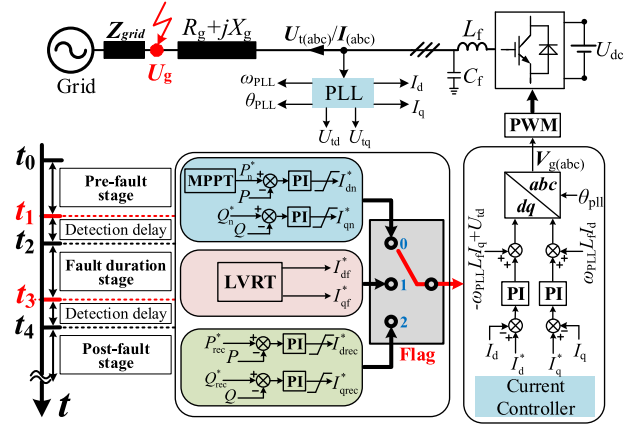 Z_grid
R_g+jX_g
U_t(abc)/I_(abc)
L_f
C_f
U_dc
Grid
U_g
ω_PLL
θ_PLL
PLL
I_d
I_q
U_td U_tq
PWM
V_g(abc)
abc
dq
θ_pll
-ω_PLL L_f I_q+U_td
ω_PLL L_f I_d
PI PI
I_d I_d^* I_q^* I_q
Current
Controller
t_0
Pre-fault
stage
t_1
Detection delay
t_2
Fault duration
stage
t_3
Detection delay
t_4
Post-fault
stage
t
MPPT P_n^* + PI I_dn^*
P −
Q_n^* + PI I_qn^*
Q −
LVRT
I_df^*
I_qf^*
P_rec^* + PI I_drec^*
P −
Q_rec^* + PI I_qrec^*
Q −
0
1
2
Flag